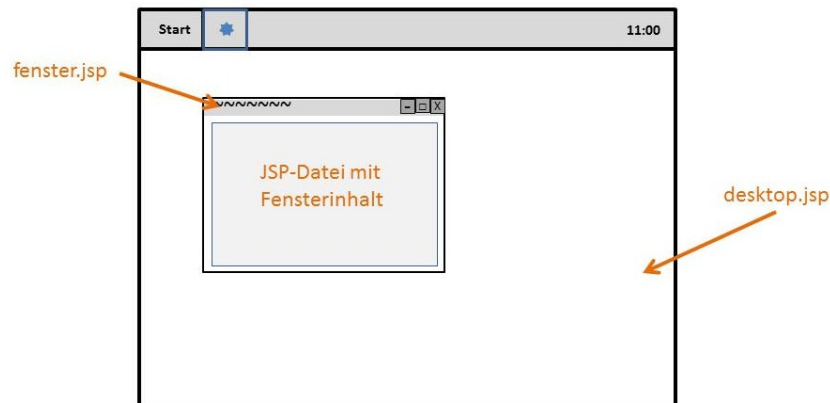 Start
11:00
fenster.jsp
~~~~~~~
- □ X
JSP-Datei mit
Fensterinhalt
desktop.jsp